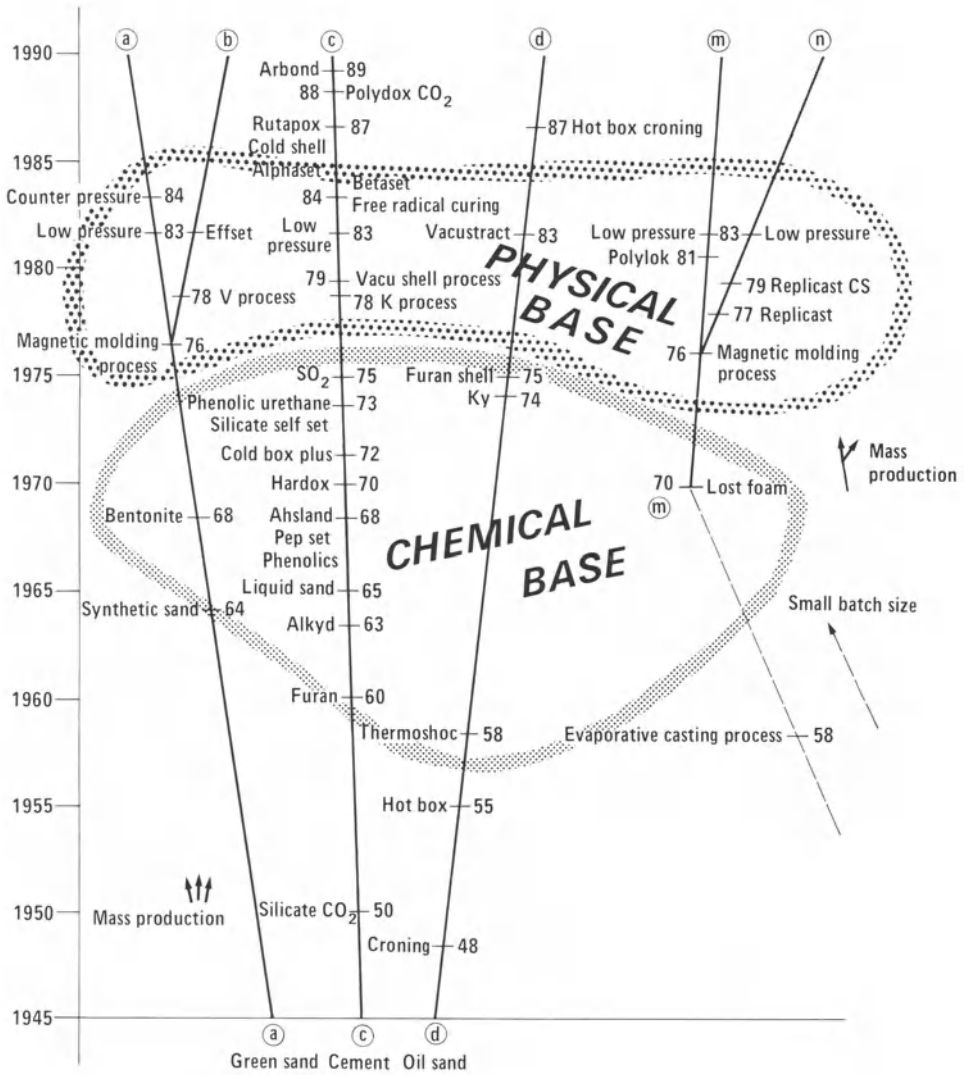 a b c d m n
1990
Arbond 89
88 Polydox CO2
Rutapox 87
Cold shell
87 Hot box croning
1985
Alphaset Betaset
84 Free radical curing
Counter pressure 84
Low pressure 83 Effset
Low 83
pressure
Vacustract 83
Low pressure 83 Low pressure
Polylok 81
PHYSICAL
BASE
1980
79 Vacu shell process
78 K process
78 V process
79 Replicast CS
77 Replicast
Magnetic molding 76
process
76 Magnetic molding
process
1975
SO2 75
Furan shell 75
Ky 74
Phenolic urethane 73
Silicate self set
Cold box plus 72
Mass
production
1970
Hardox 70
70 Lost foam
m
Bentonite 68
Ahsland 68
Pep set
Phenolics
CHEMICAL
BASE
1965
Liquid sand 65
Synthetic sand 64
Alkyd 63
Small batch size
1960
Furan 60
Thermoshoc 58
Evaporative casting process 58
1955
Hot box 55
1950
Mass production
Silicate CO2 50
Croning 48
1945
a c d
Green sand Cement Oil sand